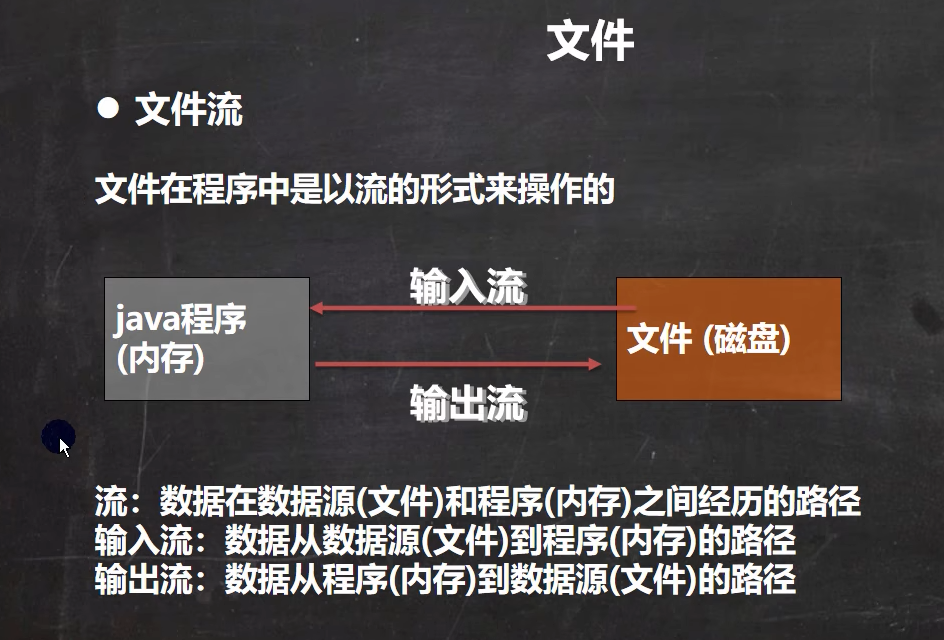 文件
● 文件流
文件在程序中是以流的形式来操作的
输入流
java程序
(内存)
文件 (磁盘)
输出流
流：数据在数据源(文件)和程序(内存)之间经历的路径
输入流：数据从数据源(文件)到程序(内存)的路径
输出流：数据从程序(内存)到数据源(文件)的路径